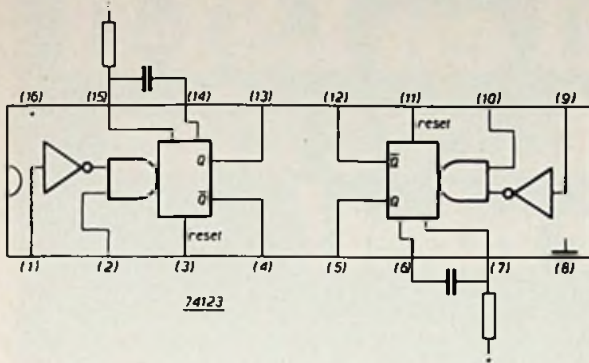 (16) (15) (14) (13) (12) (11) (10) (9)
reset
Q Q̅
Q̅ Q
reset
(1) (2) (3) (4) (5) (6) (7) (8)
74123